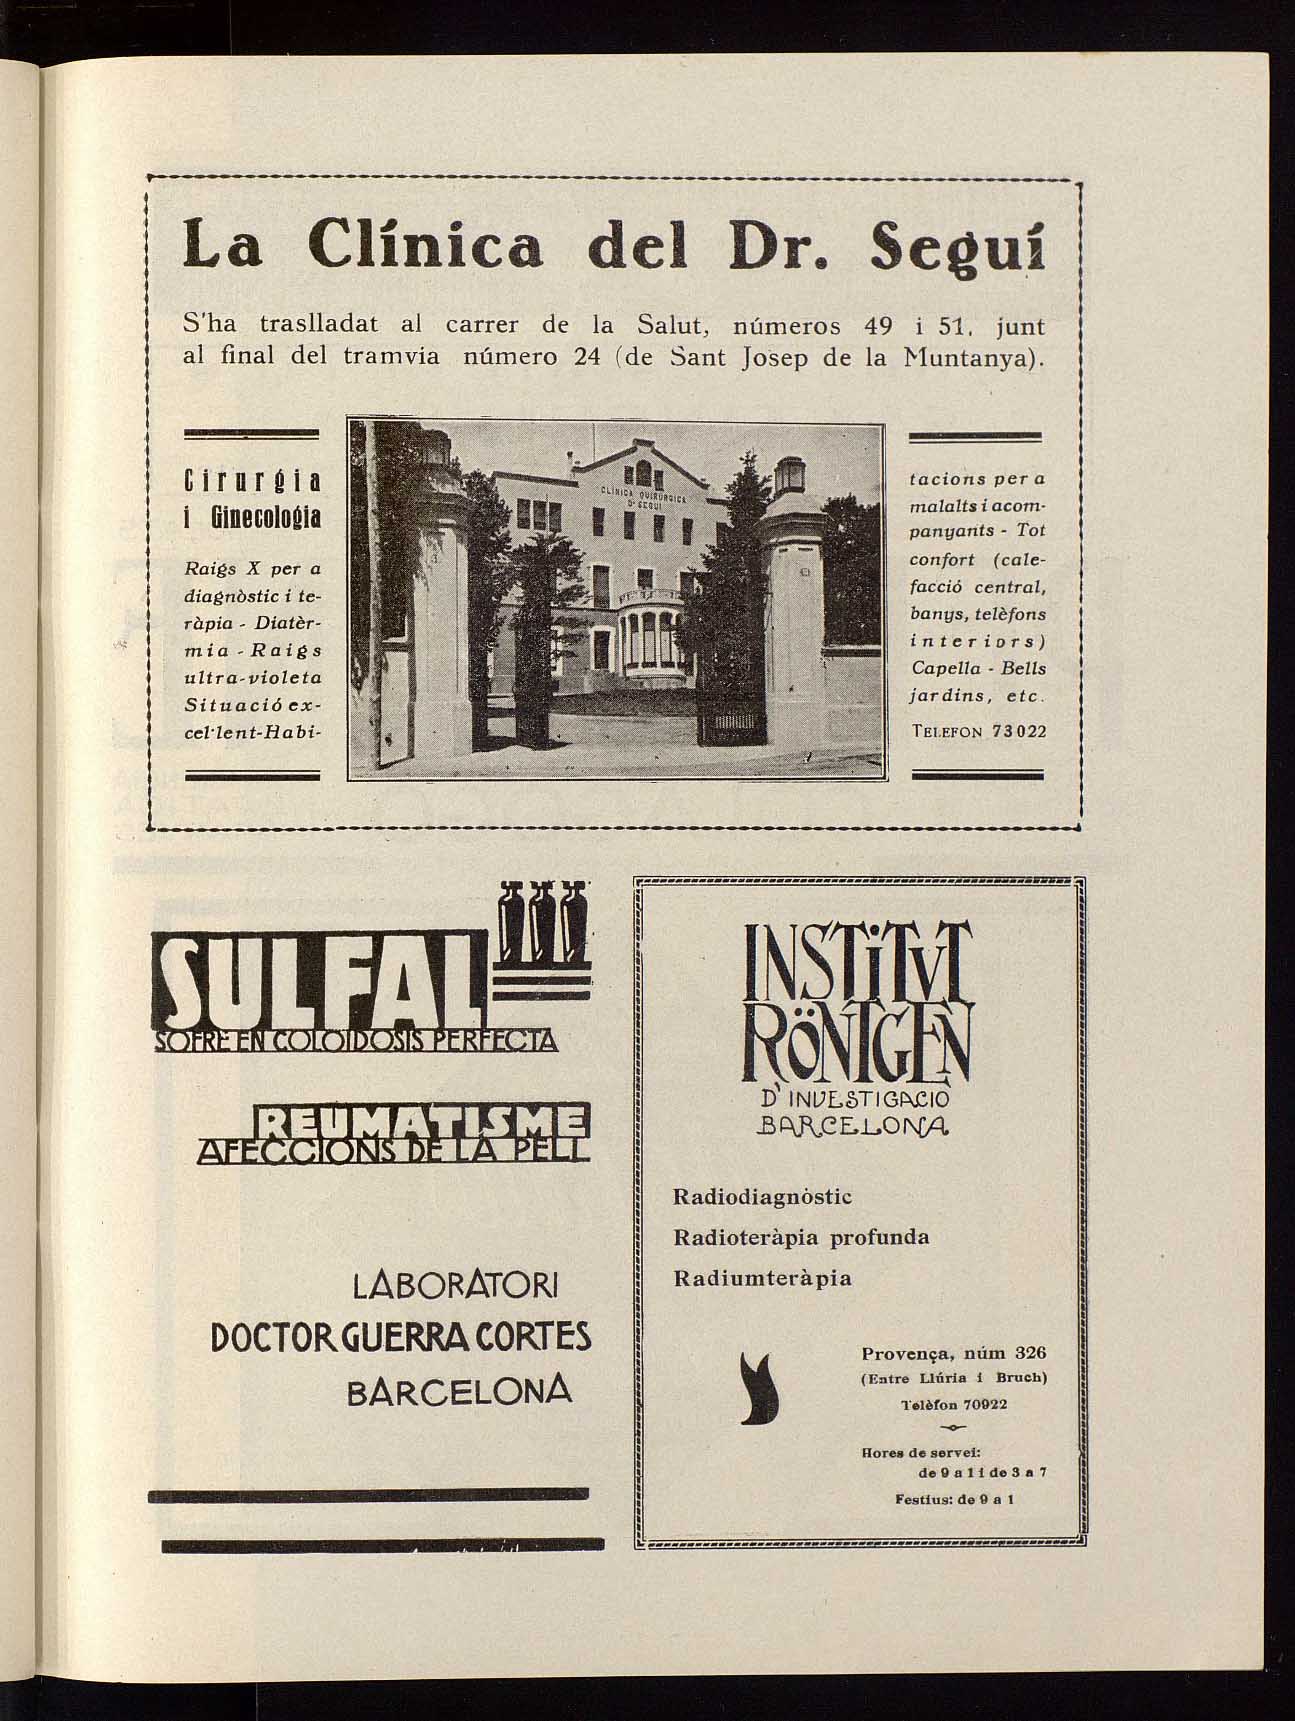 La Clínica del Dr. Seguí
S'ha traslladat al carrer de la Salut, números 49 i 51, junt
al final del tramvia número 24 (de Sant Josep de la Muntanya).
Cirurgia
i Ginecologia
Raigs X per a
diagnòstic i te-
ràpia - Diatèr-
mia - Raigs
ultra-violeta
Situació ex-
cel·lent-Habi-
CLÍNICA QUIRÚRGICA
Dr SEGUI
tacions per a
malalts i acom-
panyants - Tot
confort (cale-
facció central,
banys, telèfons
interiors)
Capella - Bells
jardins, etc.
TELEFON 73022
SULFAL
SOFRE EN COLOIDOSIS PERFECTA
REUMATISME
AFECCIONS DE LA PELL
LABORATORI
DOCTOR GUERRA CORTES
BARCELONA
INSTITVT
RÖNTGEN
D'INVESTIGACIÓ
BARCELONA
Radiodiagnòstic
Radioteràpia profunda
Radiumteràpia
Provença, núm 326
(Entre Llúria i Bruch)
Telèfon 70922
Hores de servei:
de 9 a 1 i de 3 a 7
Festius: de 9 a 1